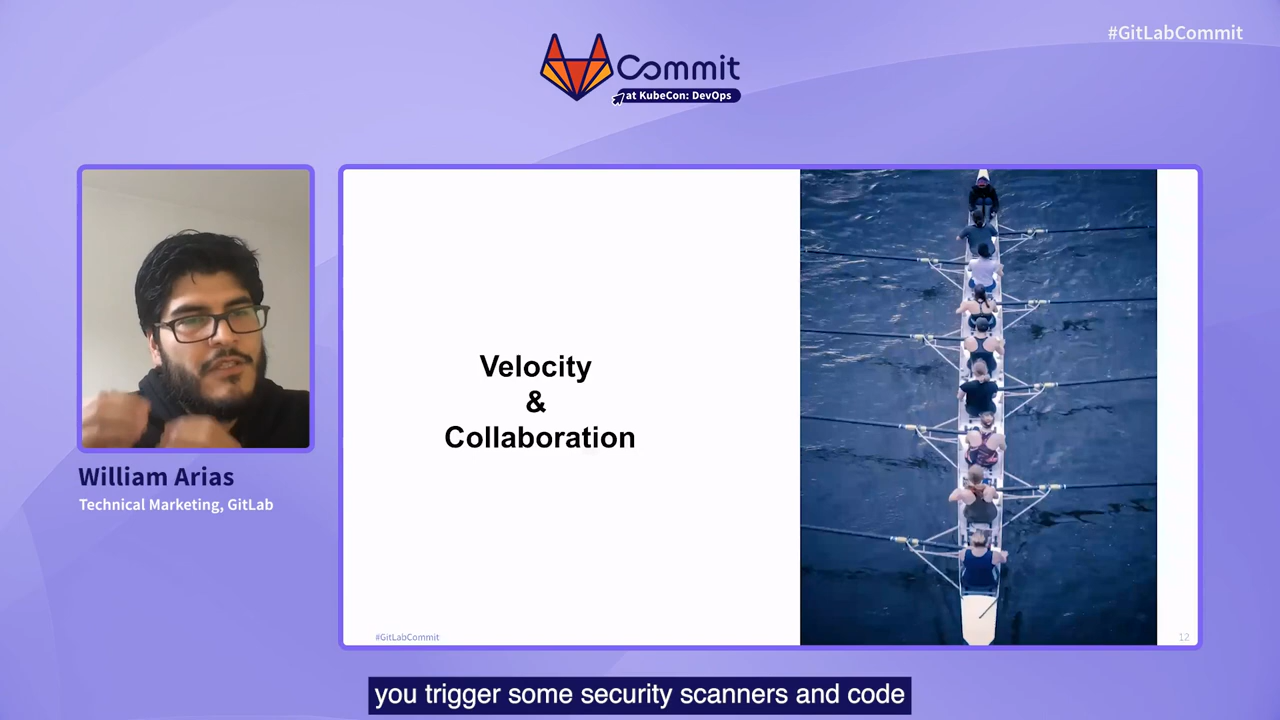 #GitLabCommit
Commit
at KubeCon: DevOps
Velocity
&
Collaboration
William Arias
Technical Marketing, GitLab
#GitLabCommit
12
you trigger some security scanners and code